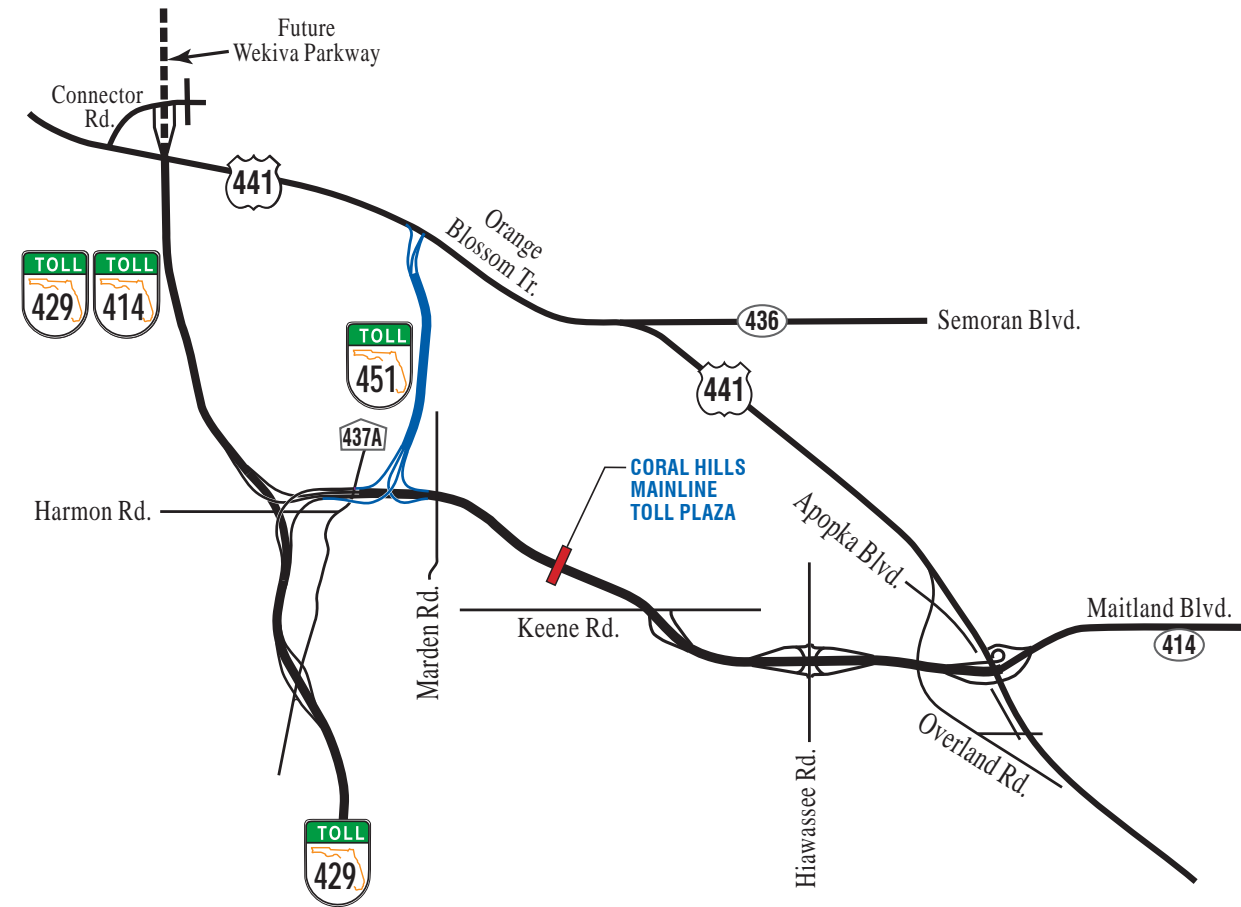 Future
Wekiva Parkway
Connector
Rd.
441
Orange
Blossom Tr.
TOLL
429
TOLL
414
TOLL
451
436
Semoran Blvd.
441
437A
Harmon Rd.
CORAL HILLS
MAINLINE
TOLL PLAZA
Apopka Blvd.
Marden Rd.
Keene Rd.
Maitland Blvd.
414
Overland Rd.
Hiawassee Rd.
TOLL
429